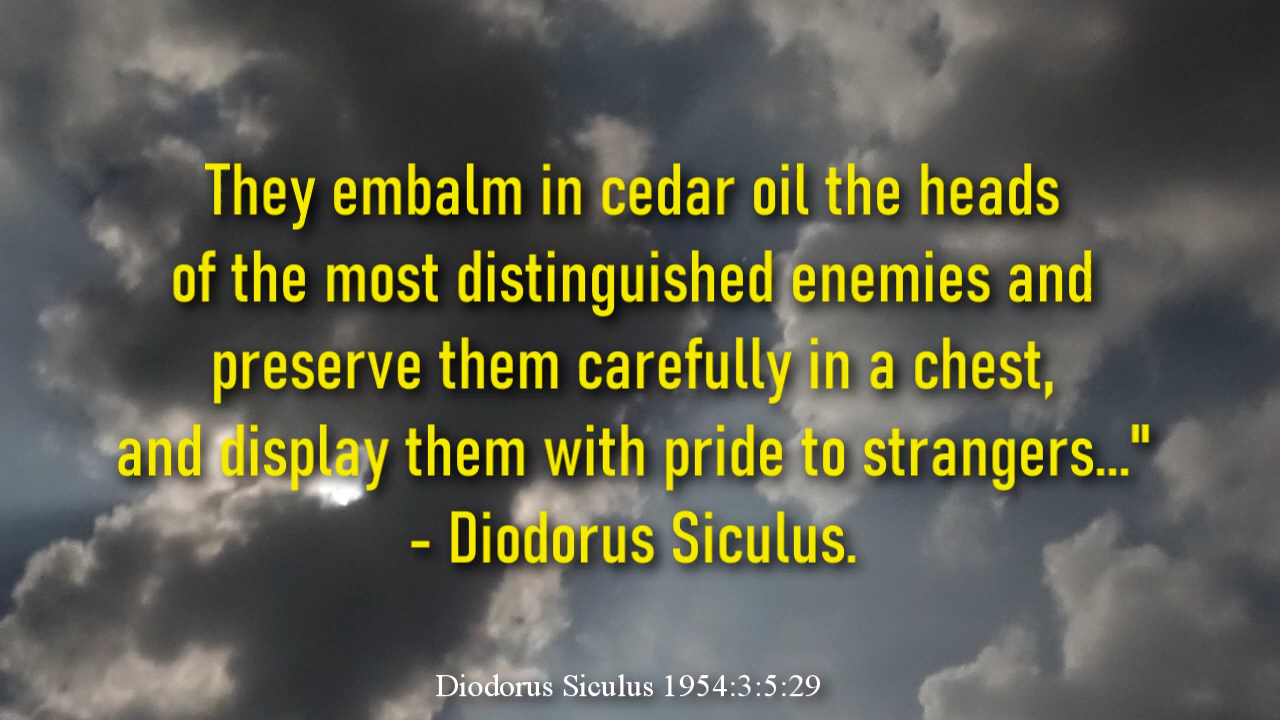 They embalm in cedar oil the heads
of the most distinguished enemies and
preserve them carefully in a chest,
and display them with pride to strangers..."
- Diodorus Siculus.
Diodorus Siculus 1954:3:5:29